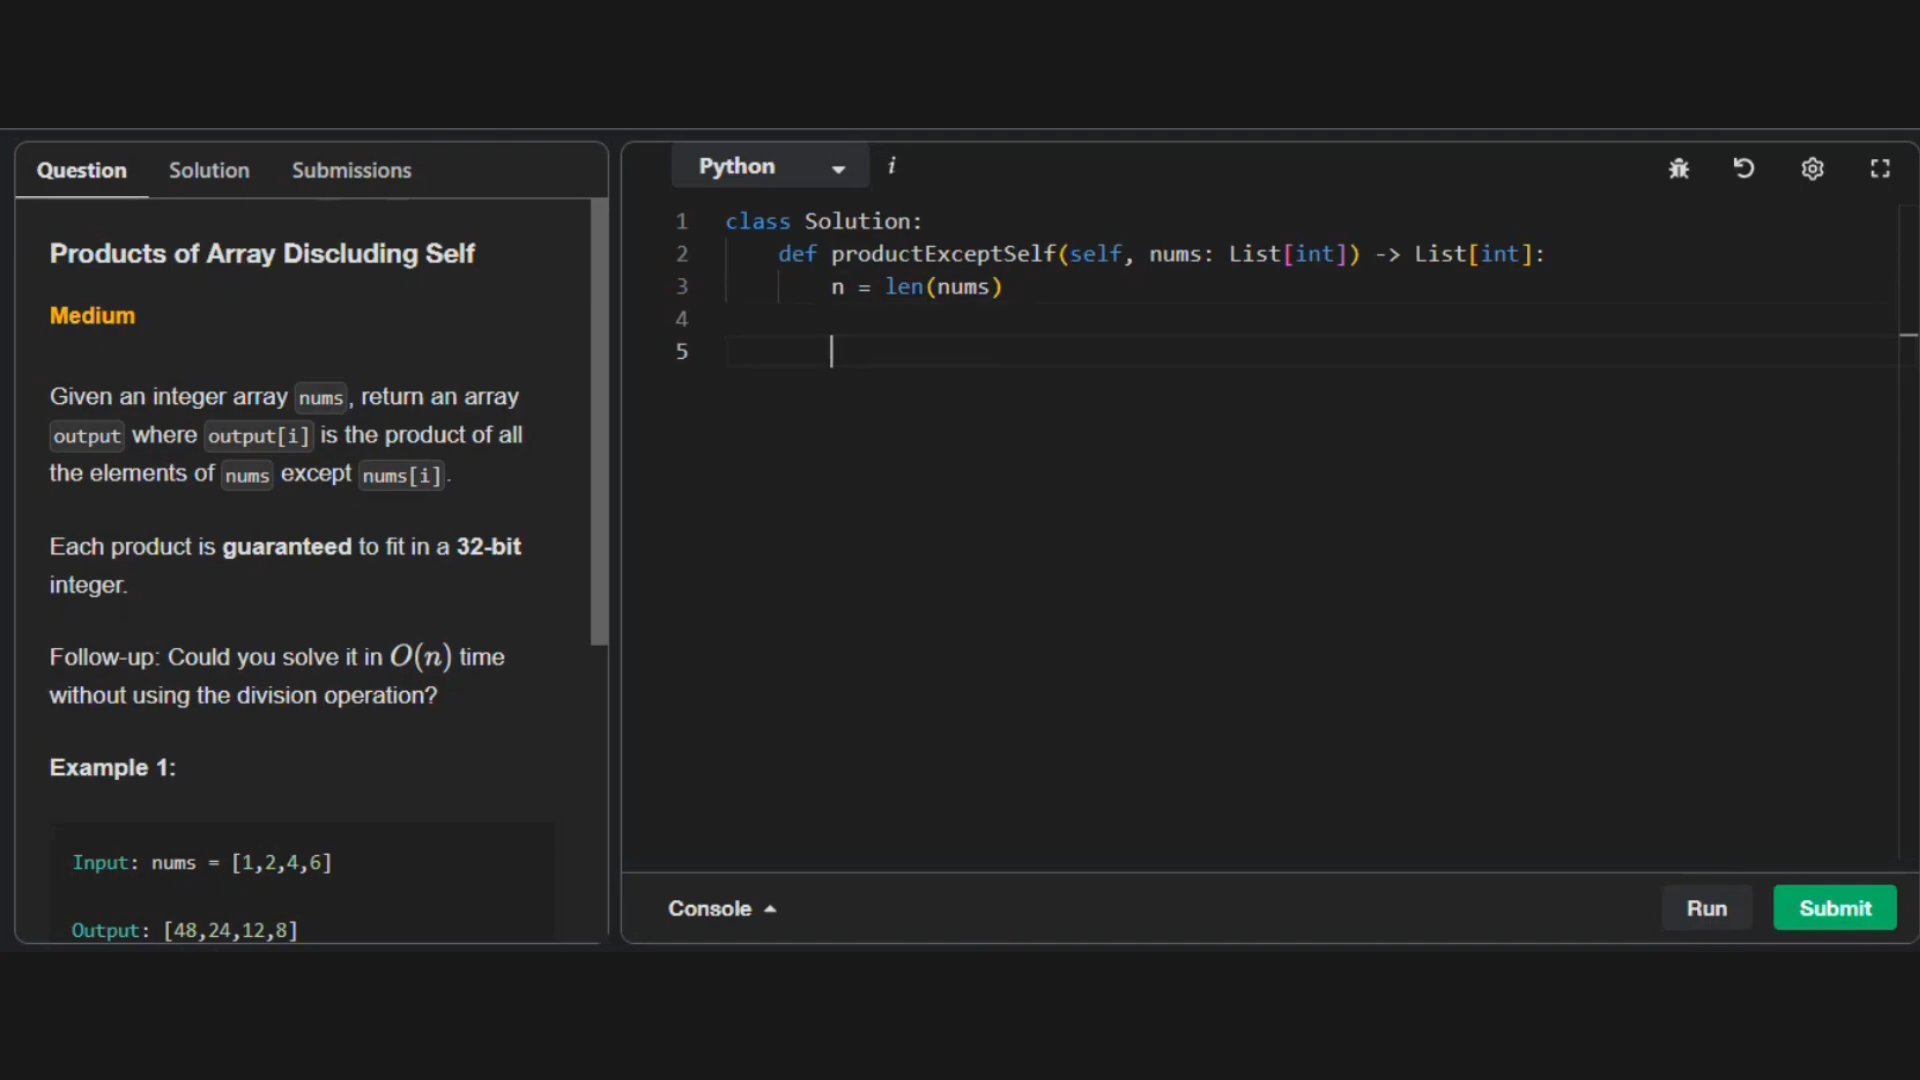 Question Solution Submissions
Products of Array Discluding Self
Medium
Given an integer array nums, return an array
output where output[i] is the product of all
the elements of nums except nums[i].
Each product is guaranteed to fit in a 32-bit
integer.
Follow-up: Could you solve it in O(n) time
without using the division operation?
Example 1:
Input: nums = [1,2,4,6]
Output: [48,24,12,8]
Python i
1 class Solution:
2 def productExceptSelf(self, nums: List[int]) -> List[int]:
3 n = len(nums)
4
5
Console Run Submit